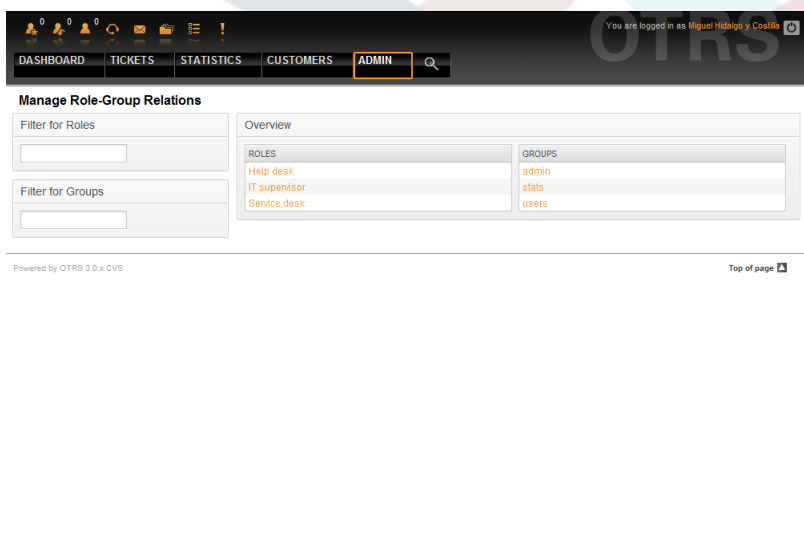 0 0 0
You are logged in as Miguel Hidalgo y Costilla
OTRS
DASHBOARD TICKETS STATISTICS CUSTOMERS ADMIN
Manage Role-Group Relations
Filter for Roles
Filter for Groups
Overview
ROLES GROUPS
Help desk admin
IT supervisor stats
Service desk users
Powered by OTRS 3.0.x CVS
Top of page